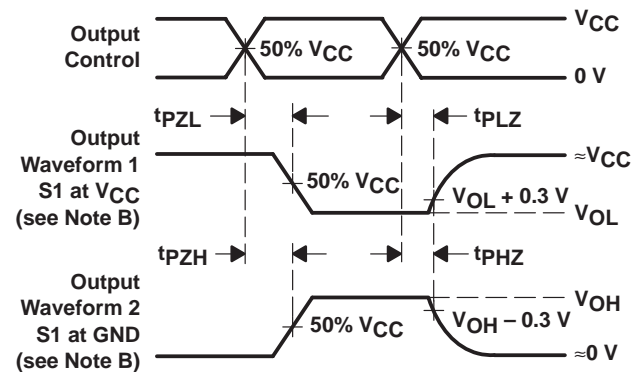 Output
Control
50% VCC
50% VCC
VCC
0 V
tPZL
tPLZ
Output
Waveform 1
S1 at VCC
(see Note B)
50% VCC
VOL + 0.3 V
≈VCC
VOL
tPZH
tPHZ
Output
Waveform 2
S1 at GND
(see Note B)
50% VCC
VOH – 0.3 V
VOH
≈0 V